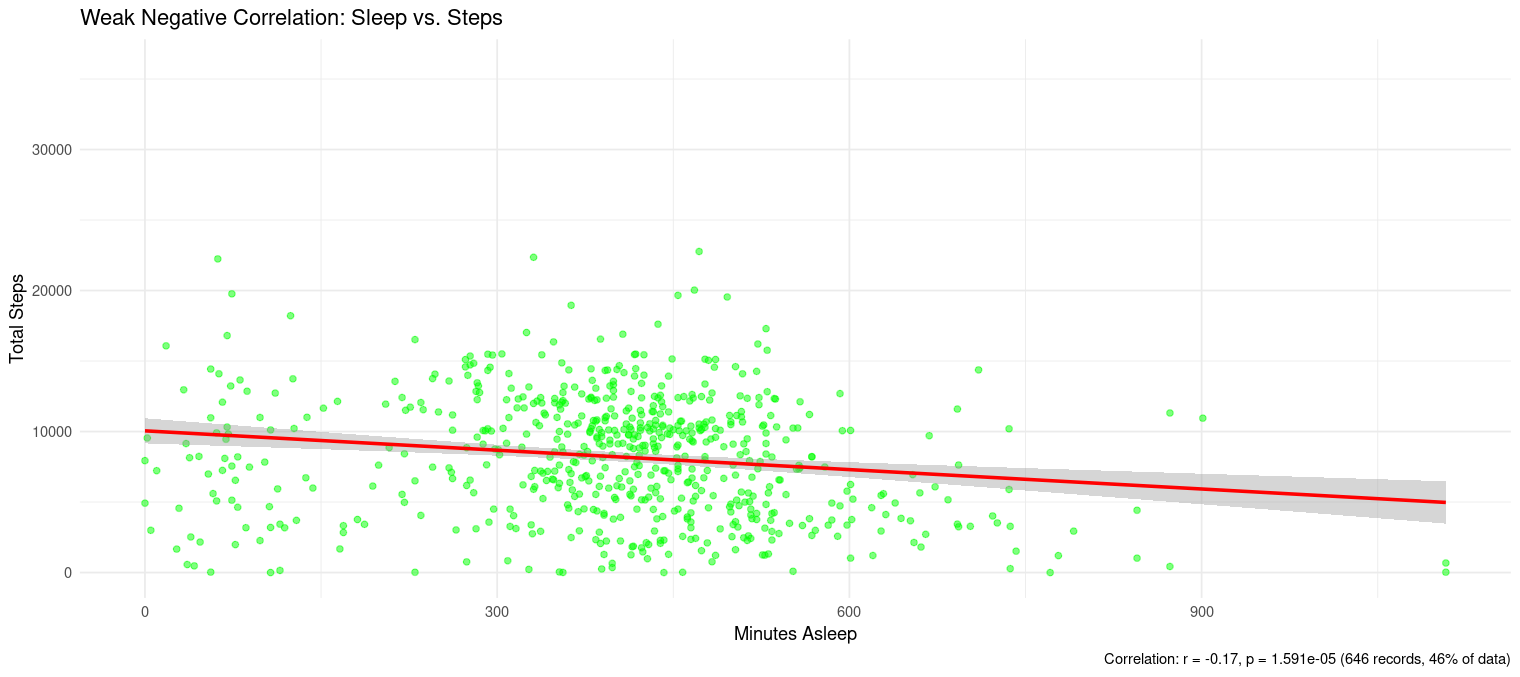 Weak Negative Correlation: Sleep vs. Steps
Total Steps
30000
20000
10000
0
0 300 600 900
Minutes Asleep
Correlation: r = -0.17, p = 1.591e-05 (646 records, 46% of data)